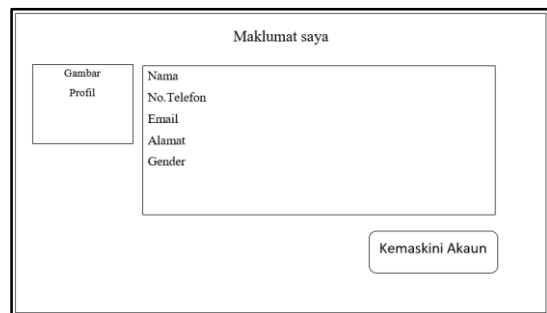 Maklumat saya
Gambar
Profil
Nama
No.Telefon
Email
Alamat
Gender
Kemaskini Akaun